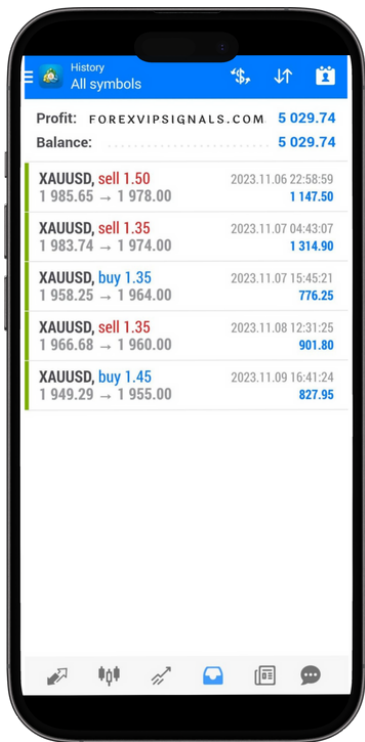 History
All symbols
Profit: FOREXVIPSIGNALS.COM 5 029.74
Balance: 5 029.74
XAUUSD, sell 1.50 2023.11.06 22:58:59
1 985.65 → 1 978.00 1 147.50
XAUUSD, sell 1.35 2023.11.07 04:43:07
1 983.74 → 1 974.00 1 314.90
XAUUSD, buy 1.35 2023.11.07 15:45:21
1 958.25 → 1 964.00 776.25
XAUUSD, sell 1.35 2023.11.08 12:31:25
1 966.68 → 1 960.00 901.80
XAUUSD, buy 1.45 2023.11.09 16:41:24
1 949.29 → 1 955.00 827.95